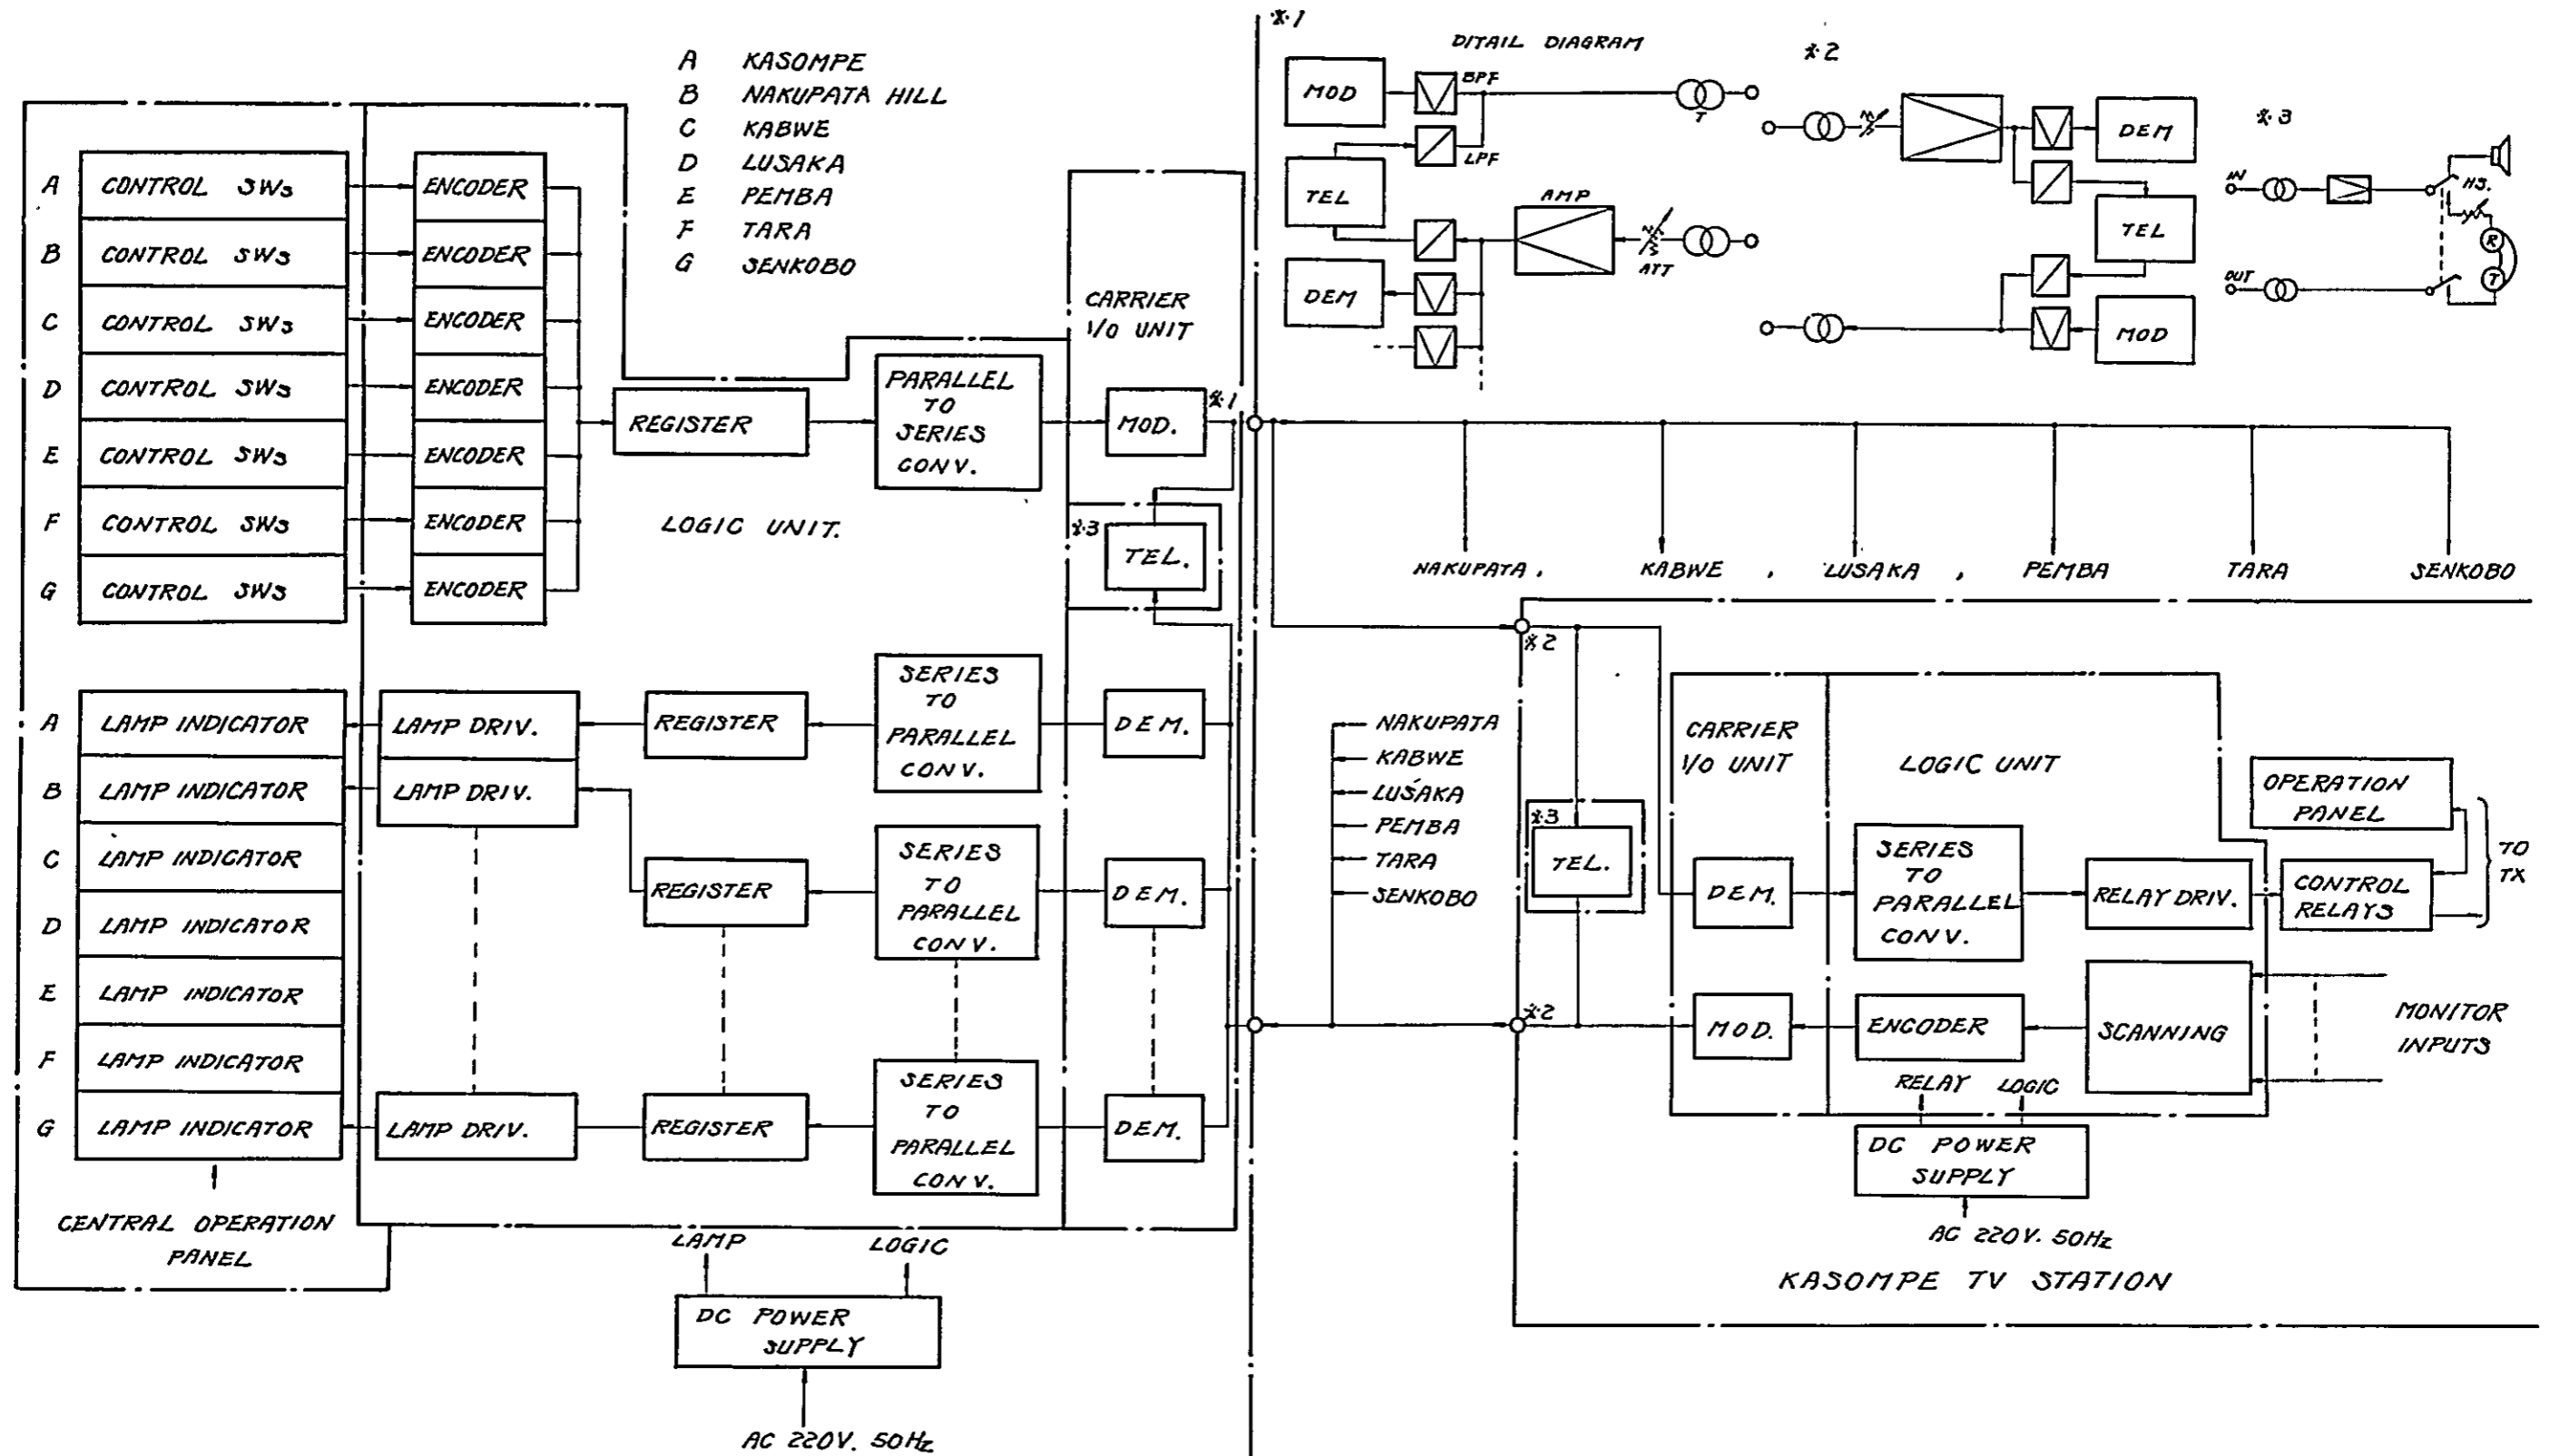 A KASOMPE
B NAKUPATA HILL
C KABWE
D LUSAKA
E PEMBA
F TARA
G SENKOBO
A CONTROL SWs ENCODER
B CONTROL SWs ENCODER
C CONTROL SWs ENCODER
D CONTROL SWs ENCODER
E CONTROL SWs ENCODER
F CONTROL SWs ENCODER
G CONTROL SWs ENCODER
REGISTER
PARALLEL
TO
SERIES
CONV.
LOGIC UNIT.
CARRIER
I/O UNIT
MOD.
※1
※3
TEL.
A LAMP INDICATOR LAMP DRIV. REGISTER
SERIES
TO
PARALLEL
CONV.
DEM.
B LAMP INDICATOR LAMP DRIV.
C LAMP INDICATOR
REGISTER
SERIES
TO
PARALLEL
CONV.
DEM.
D LAMP INDICATOR
E LAMP INDICATOR
F LAMP INDICATOR
G LAMP INDICATOR LAMP DRIV. REGISTER
SERIES
TO
PARALLEL
CONV.
DEM.
CENTRAL OPERATION
PANEL
LAMP LOGIC
DC POWER
SUPPLY
AC 220V. 50Hz
※1
DITAIL DIAGRAM
MOD
BPF
T
LPF
TEL
AMP
ATT
DEM
※2
DEM
TEL
MOD
※3
IN
HS.
R
T
OUT
NAKUPATA, KABWE, LUSAKA, PEMBA TARA SENKOBO
※2
NAKUPATA
KABWE
LUSAKA
PEMBA
TARA
SENKOBO
※3
TEL.
※2
CARRIER
I/O UNIT
LOGIC UNIT
DEM.
SERIES
TO
PARALLEL
CONV.
RELAY DRIV.
OPERATION
PANEL
CONTROL
RELAYS
TO
TX
MOD.
ENCODER
SCANNING
MONITOR
INPUTS
RELAY LOGIC
DC POWER
SUPPLY
AC 220V. 50Hz
KASOMPE TV STATION